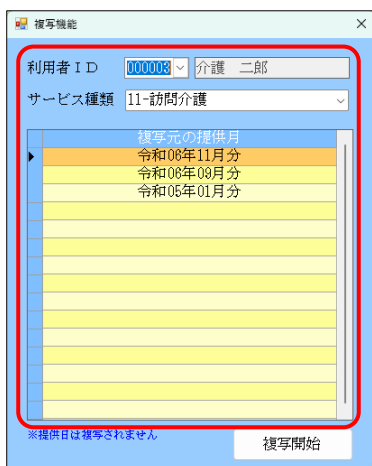 複写機能
利用者ID 000003 介護 二郎
サービス種類 11-訪問介護
複写元の提供月
令和06年11月分
令和06年09月分
令和05年01月分
※提供日は複写されません
複写開始